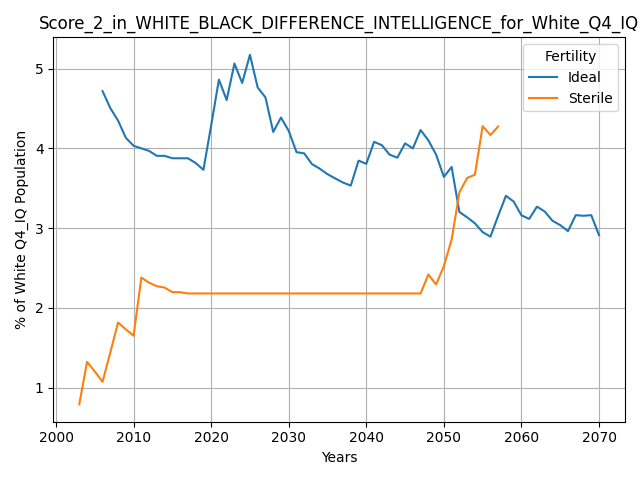 Score_2_in_WHITE_BLACK_DIFFERENCE_INTELLIGENCE_for_White_Q4_IQ
Fertility
Ideal
Sterile
% of White Q4_IQ Population
5
4
3
2
1
2000 2010 2020 2030 2040 2050 2060 2070
Years